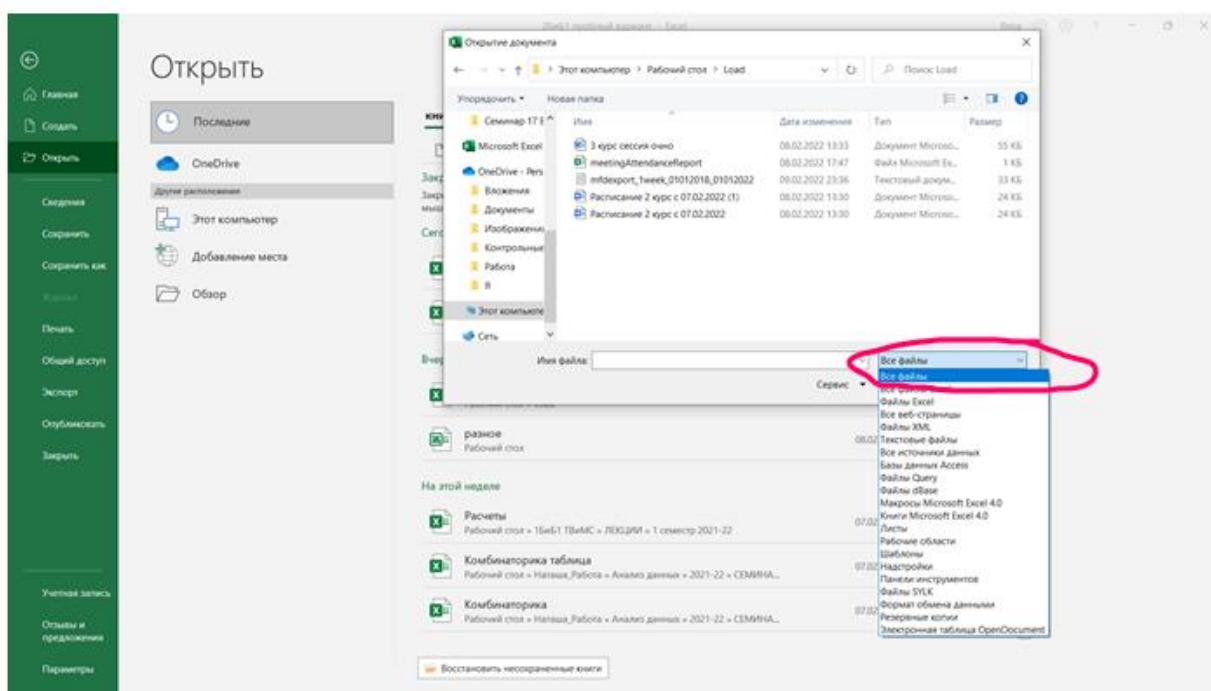 2БиБ1 пробный вариант - Excel
Вход
Главная
Создать
Открыть
Сведения
Сохранить
Сохранить как
Журнал
Печать
Общий доступ
Экспорт
Опубликовать
Закрыть
Учетная запись
Отзывы и
предложения
Параметры
Открыть
Последние
OneDrive
Другие расположения
Этот компьютер
Добавление места
Обзор
Открытие документа
Этот компьютер > Рабочий стол > Load
Поиск: Load
Упорядочить
Новая папка
Семинар 17
Microsoft Excel
OneDrive - Pers
Вложения
Документы
Изображения
Контрольные
Работа
Я
Этот компьюте
Сеть
Имя Дата изменения Тип Размер
3 курс сессия очно 08.02.2022 13:33 Документ Microso... 55 КБ
meetingAttendanceReport 08.02.2022 17:47 Файл Microsoft Ex... 1 КБ
mfdexport_1week_01012018_01012022 09.02.2022 23:36 Текстовый докум... 33 КБ
Расписание 2 курс с 07.02.2022 (1) 08.02.2022 13:30 Документ Microso... 24 КБ
Расписание 2 курс с 07.02.2022 08.02.2022 13:30 Документ Microso... 24 КБ
Имя файла:
Все файлы
Сервис
Все файлы
Файлы Excel
Все веб-страницы
Файлы XML
Текстовые файлы
Все источники данных
Базы данных Access
Файлы Query
Файлы dBase
Макросы Microsoft Excel 4.0
Книги Microsoft Excel 4.0
Листы
Рабочие области
Шаблоны
Надстройки
Панели инструментов
Файлы SYLK
Формат обмена данными
Резервные копии
Электронная таблица OpenDocument
разное
Рабочий стол
На этой неделе
Расчеты
Рабочий стол » 1БиБ1 ТВиМС » ЛЕКЦИИ » 1 семестр 2021-22
Комбинаторика таблица
Рабочий стол » Наташа_Работа » Анализ данных » 2021-22 » СЕМИНА...
Комбинаторика
Рабочий стол » Наташа_Работа » Анализ данных » 2021-22 » СЕМИНА...
Восстановить несохраненные книги